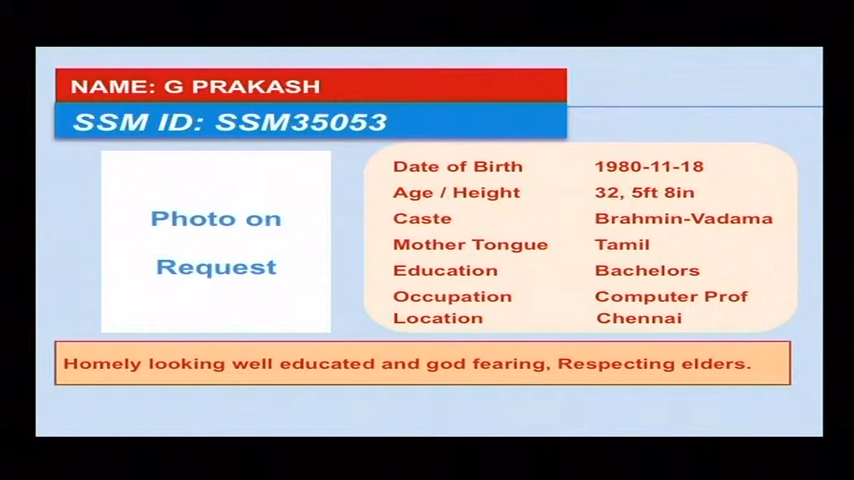 NAME: G PRAKASH
SSM ID: SSM35053
Photo on
Request
Date of Birth 1980-11-18
Age / Height 32, 5ft 8in
Caste Brahmin-Vadama
Mother Tongue Tamil
Education Bachelors
Occupation Computer Prof
Location Chennai
Homely looking well educated and god fearing, Respecting elders.